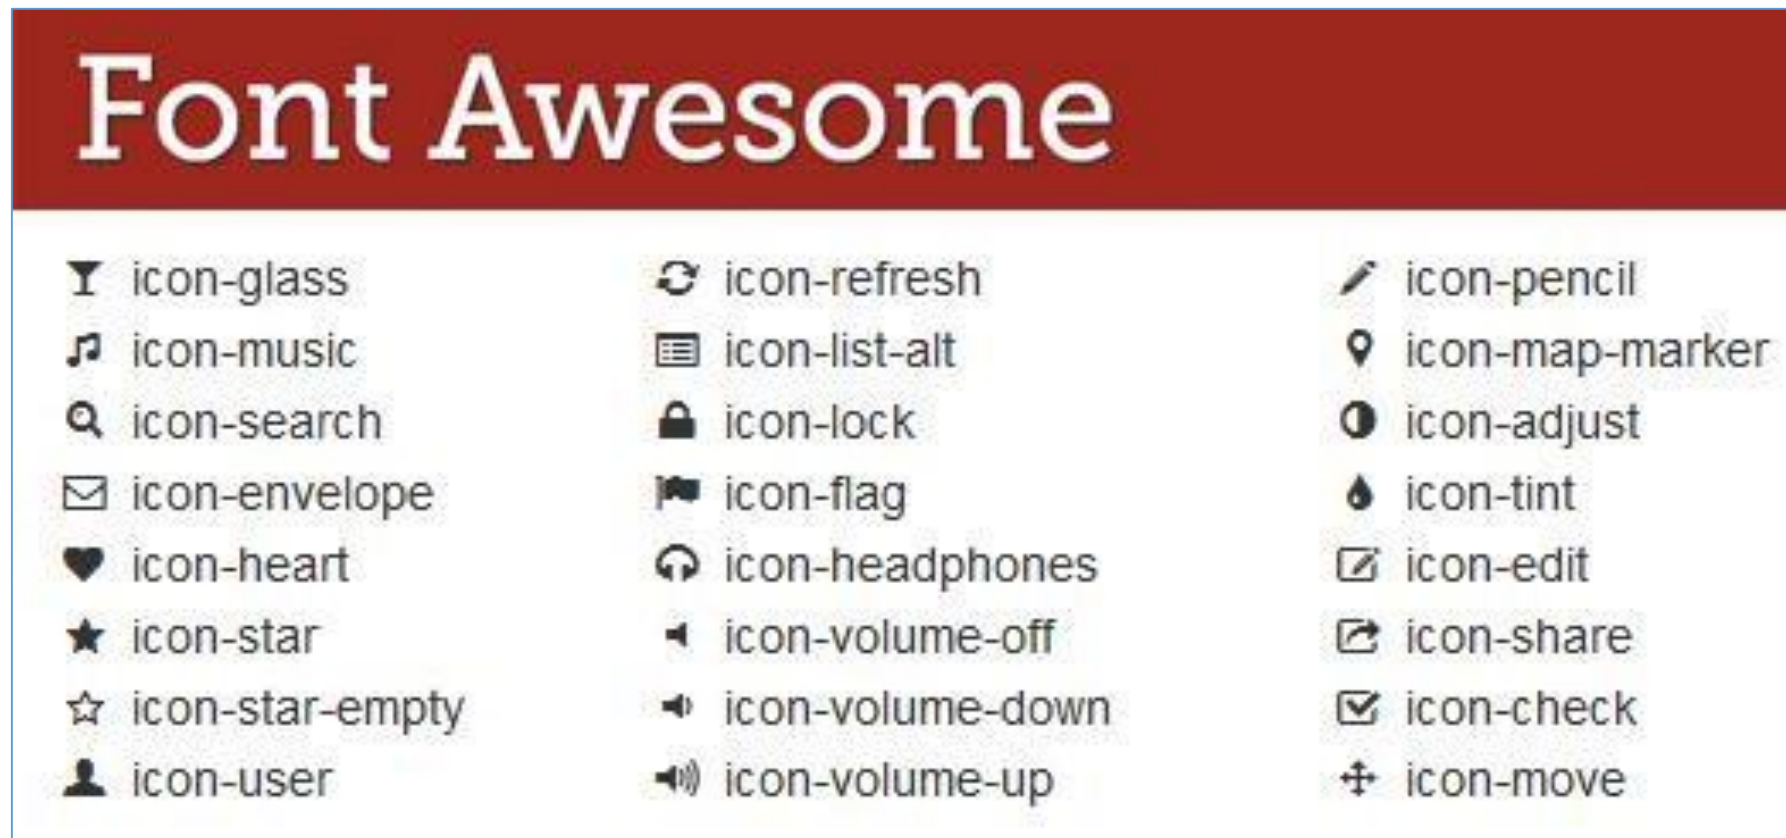 Font Awesome
icon-glass
icon-music
icon-search
icon-envelope
icon-heart
icon-star
icon-star-empty
icon-user
icon-refresh
icon-list-alt
icon-lock
icon-flag
icon-headphones
icon-volume-off
icon-volume-down
icon-volume-up
icon-pencil
icon-map-marker
icon-adjust
icon-tint
icon-edit
icon-share
icon-check
icon-move